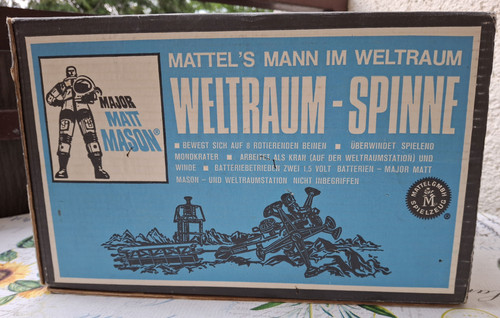 MATTEL'S MANN IM WELTRAUM
WELTRAUM-SPINNE
MAJOR
MATT
MASON®
■ BEWEGT SICH AUF 8 ROTIERENDEN BEINEN ■ ÜBERWINDET SPIELEND
MONDKRATER ■ ARBEITET ALS KRAN (AUF DER WELTRAUMSTATION) UND
WINDE ■ BATTERIEBETRIEBEN ZWEI 1,5 VOLT BATTERIEN - MAJOR MATT
MASON - UND WELTRAUMSTATION NICHT INBEGRIFFEN
MATTEL GMBH
M
SPIELZEUG
®